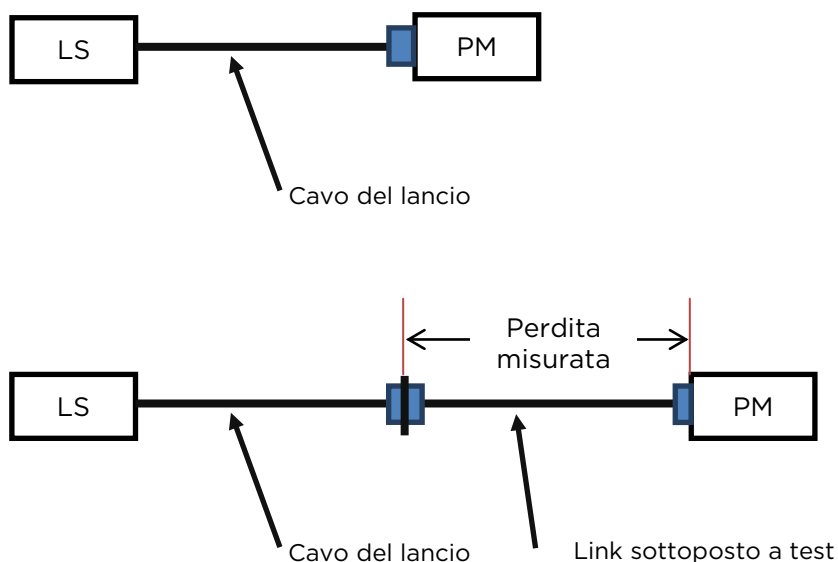 LS
PM
Cavo del lancio
Perdita
misurata
LS
PM
Cavo del lancio
Link sottoposto a test